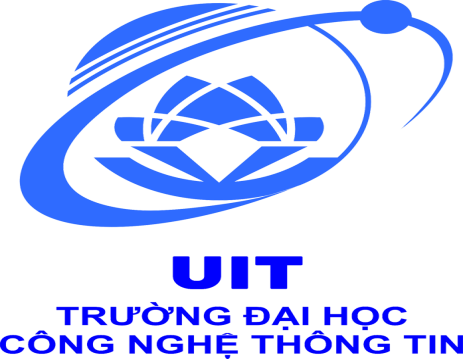 UIT
TRƯỜNG ĐẠI HỌC
CÔNG NGHỆ THÔNG TIN